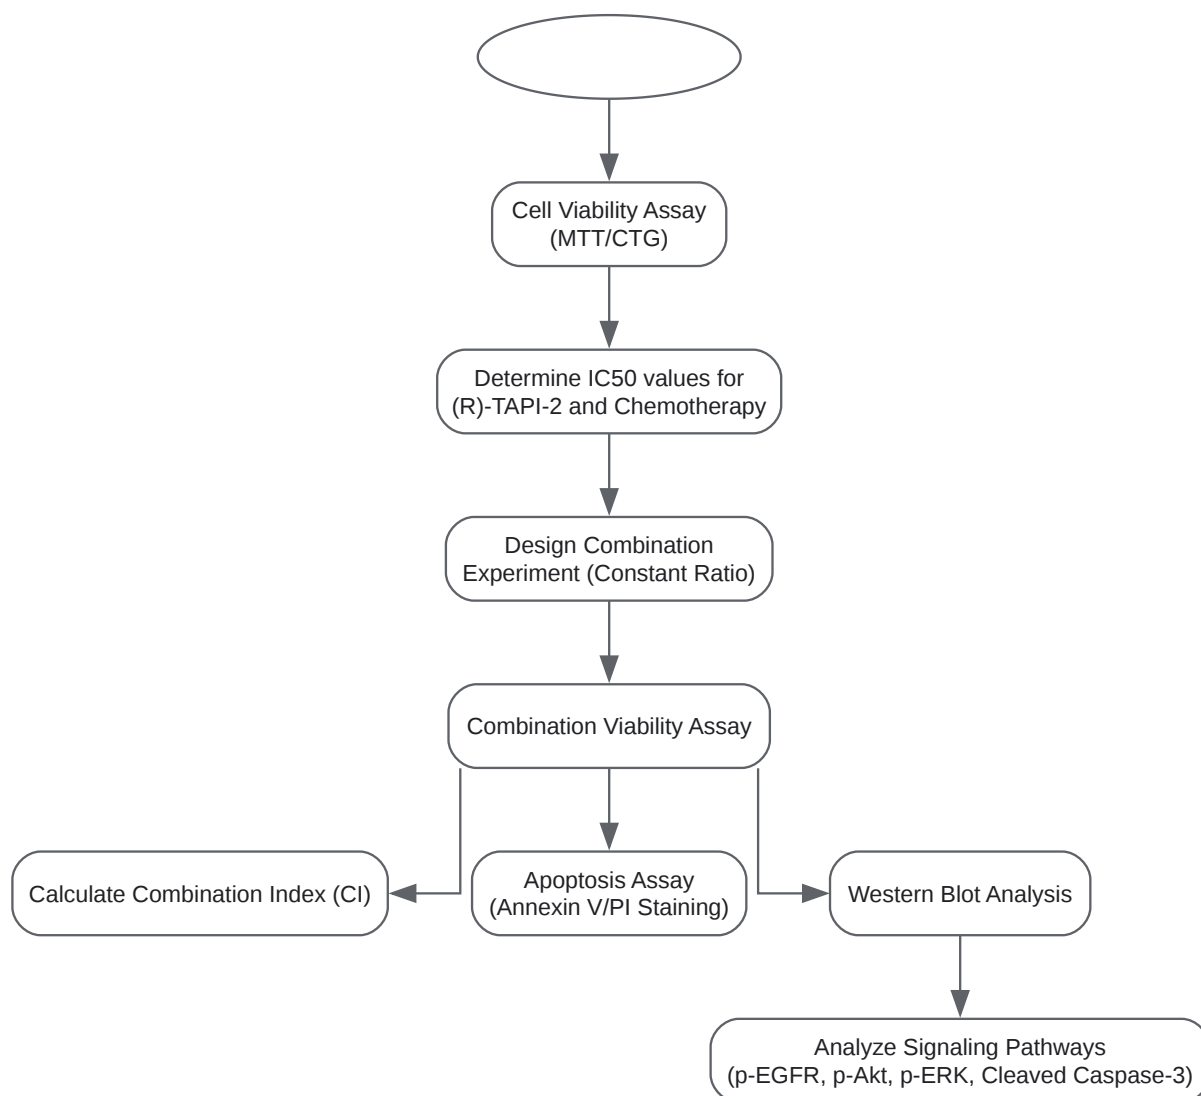 Cell Viability Assay
(MTT/CTG)
Determine IC50 values for
(R)-TAPI-2 and Chemotherapy
Design Combination
Experiment (Constant Ratio)
Combination Viability Assay
Calculate Combination Index (CI)
Apoptosis Assay
(Annexin V/PI Staining)
Western Blot Analysis
Analyze Signaling Pathways
(p-EGFR, p-Akt, p-ERK, Cleaved Caspase-3)